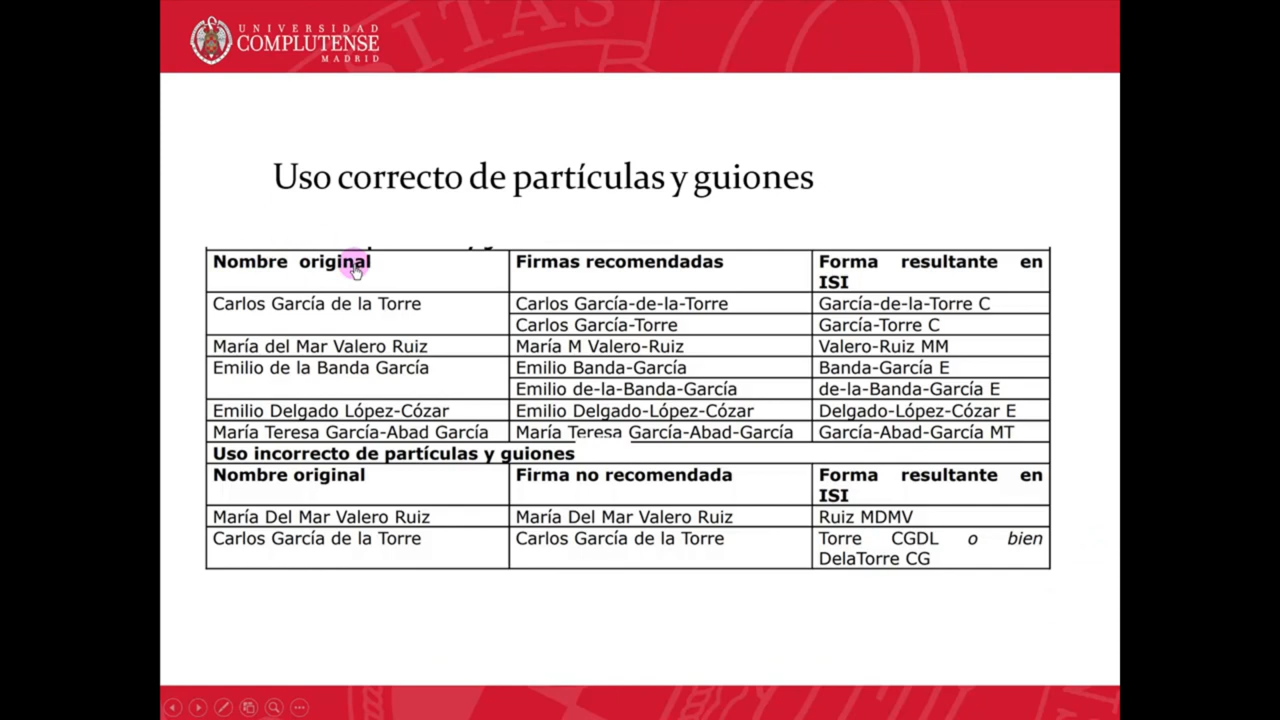 UNIVERSIDAD
COMPLUTENSE
MADRID
Uso correcto de partículas y guiones
Nombre original Firmas recomendadas Forma resultante en
ISI
Carlos García de la Torre Carlos García-de-la-Torre García-de-la-Torre C
Carlos García-Torre García-Torre C
María del Mar Valero Ruiz María M Valero-Ruiz Valero-Ruiz MM
Emilio de la Banda García Emilio Banda-García Banda-García E
Emilio de-la-Banda-García de-la-Banda-García E
Emilio Delgado López-Cózar Emilio Delgado-López-Cózar Delgado-López-Cózar E
María Teresa García-Abad García María Teresa García-Abad-García García-Abad-García MT
Uso incorrecto de partículas y guiones
Nombre original Firma no recomendada Forma resultante en
ISI
María Del Mar Valero Ruiz María Del Mar Valero Ruiz Ruiz MDMV
Carlos García de la Torre Carlos García de la Torre Torre CGDL o bien
DelaTorre CG